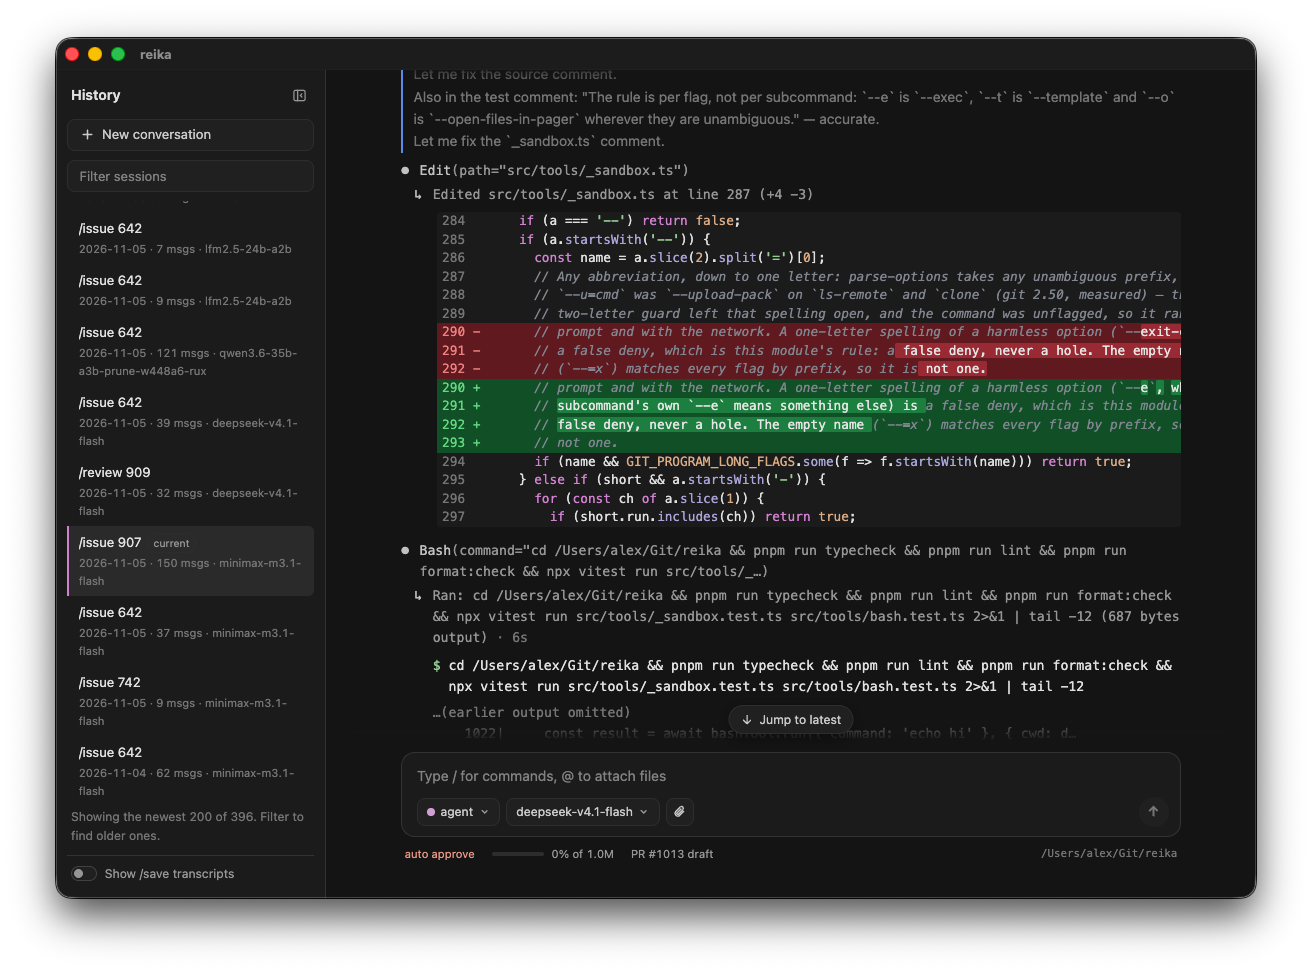 reika
History
New conversation
Filter sessions
/issue 642
2026-11-05 · 7 msgs · lfm2.5-24b-a2b
/issue 642
2026-11-05 · 9 msgs · lfm2.5-24b-a2b
/issue 642
2026-11-05 · 121 msgs · qwen3.6-35b-
a3b-prune-w448a6-rux
/issue 642
2026-11-05 · 39 msgs · deepseek-v4.1-
flash
/review 909
2026-11-05 · 32 msgs · deepseek-v4.1-
flash
/issue 907 current
2026-11-05 · 150 msgs · minimax-m3.1-
flash
/issue 642
2026-11-05 · 37 msgs · minimax-m3.1-
flash
/issue 742
2026-11-05 · 9 msgs · minimax-m3.1-
flash
/issue 642
2026-11-04 · 62 msgs · minimax-m3.1-
flash
Showing the newest 200 of 396. Filter to
find older ones.
Show /save transcripts
Let me fix the source comment.
Also in the test comment: "The rule is per flag, not per subcommand: `--e` is `--exec`, `--t` is `--template` and `--o`
is `--open-files-in-pager` wherever they are unambiguous." — accurate.
Let me fix the `_sandbox.ts` comment.
Edit(path="src/tools/_sandbox.ts")
↳ Edited src/tools/_sandbox.ts at line 287 (+4 -3)
284 if (a === '--') return false;
285 if (a.startsWith('--')) {
286 const name = a.slice(2).split('=')[0];
287 // Any abbreviation, down to one letter: parse-options takes any unambiguous prefix,
288 // `--u=cmd` was `--upload-pack` on `ls-remote` and `clone` (git 2.50, measured) —
289 // two-letter guard left that spelling open, and the command was unflagged, so it
290 - // prompt and with the network. A one-letter spelling of a harmless option (`--exit-
291 - // a false deny, which is this module's rule: a false deny, never a hole. The empty
292 - // (`--=x`) matches every flag by prefix, so it is not one.
290 + // prompt and with the network. A one-letter spelling of a harmless option (`--e`,
291 + // subcommand's own `--e` means something else) is a false deny, which is this
292 + // false deny, never a hole. The empty name (`--=x`) matches every flag by prefix,
293 + // not one.
294 if (name && GIT_PROGRAM_LONG_FLAGS.some(f => f.startsWith(name))) return true;
295 } else if (short && a.startsWith('-')) {
296 for (const ch of a.slice(1)) {
297 if (short.run.includes(ch)) return true;
Bash(command="cd /Users/alex/Git/reika && pnpm run typecheck && pnpm run lint && pnpm run
format:check && npx vitest run src/tools/_…)
↳ Ran: cd /Users/alex/Git/reika && pnpm run typecheck && pnpm run lint && pnpm run format:check
&& npx vitest run src/tools/_sandbox.test.ts src/tools/bash.test.ts 2>&1 | tail -12 (687 bytes
output) · 6s
$ cd /Users/alex/Git/reika && pnpm run typecheck && pnpm run lint && pnpm run format:check &&
npx vitest run src/tools/_sandbox.test.ts src/tools/bash.test.ts 2>&1 | tail -12
…(earlier output omitted)
Jump to latest
1022| const result = await command: 'echo hi' }, { cwd: d…
Type / for commands, @ to attach files
agent
deepseek-v4.1-flash
auto approve 0% of 1.0M PR #1013 draft
/Users/alex/Git/reika